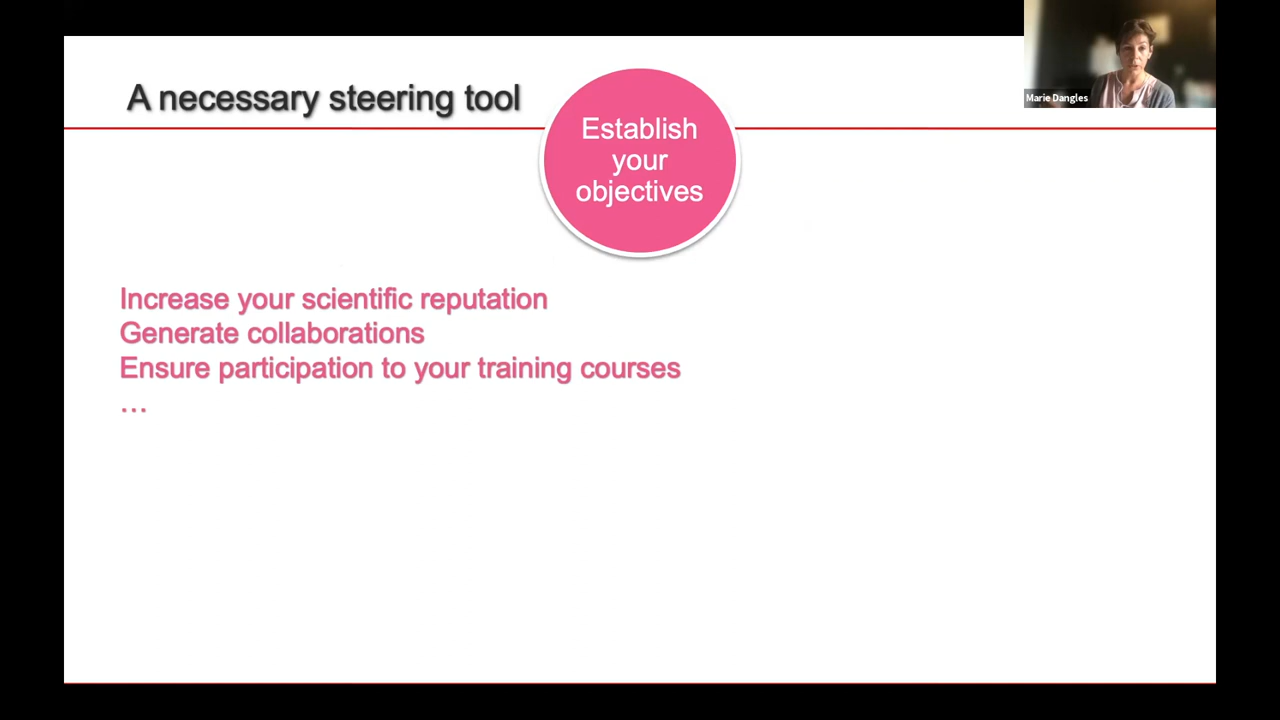 A necessary steering tool
Establish
your
objectives
Marie Dangles
Increase your scientific reputation
Generate collaborations
Ensure participation to your training courses
…